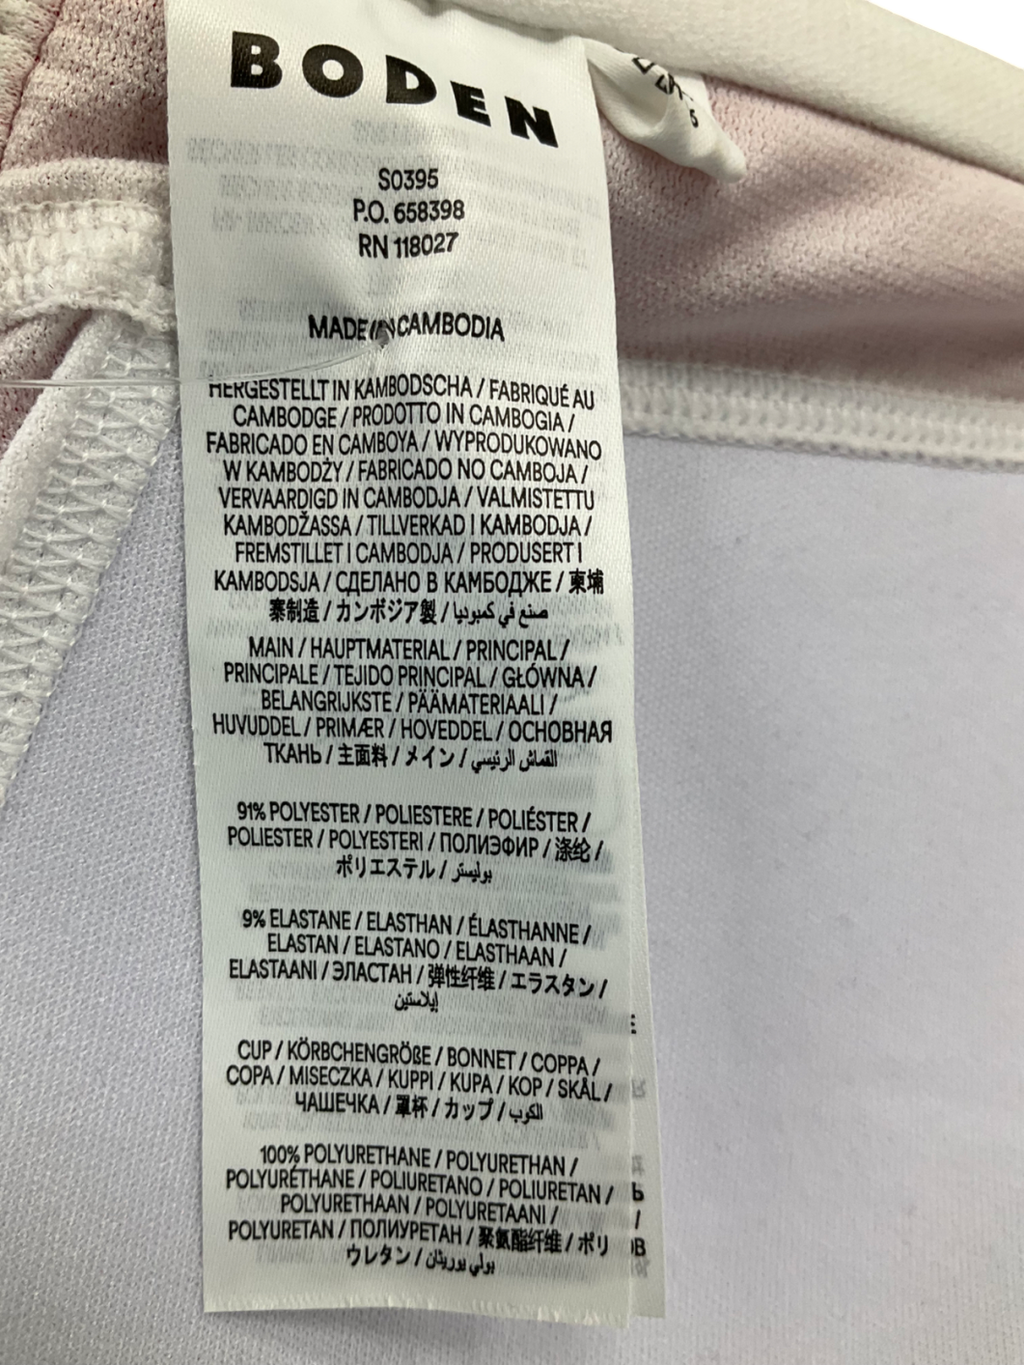 BODEN
S0395
P.O. 658398
RN 118027
MADE IN CAMBODIA
HERGESTELLT IN KAMBODSCHA / FABRIQUÉ AU
CAMBODGE / PRODOTTO IN CAMBOGIA /
FABRICADO EN CAMBOYA / WYPRODUKOWANO
W KAMBODŻY / FABRICADO NO CAMBOJA /
VERVAARDIGD IN CAMBODJA / VALMISTETTU
KAMBODŽASSA / TILLVERKAD I KAMBODJA /
FREMSTILLET I CAMBODJA / PRODUSERT I
KAMBODSJA / СДЕЛАНО В КАМБОДЖЕ / 柬埔
寨制造 / カンボジア製 / صنع في كمبوديا
MAIN / HAUPTMATERIAL / PRINCIPAL /
PRINCIPALE / TEJIDO PRINCIPAL / GŁÓWNA /
BELANGRIJKSTE / PÄÄMATERIAALI /
HUVUDDEL / PRIMÆR / HOVEDDEL / ОСНОВНАЯ
ТКАНЬ / 主面料 / メイン / القماش الرئيسي
91% POLYESTER / POLIESTERE / POLIÉSTER /
POLIESTER / POLYESTERI / ПОЛИЭФИР / 涤纶 /
ポリエステル / بوليستر
9% ELASTANE / ELASTHAN / ÉLASTHANNE /
ELASTAN / ELASTANO / ELASTHAAN /
ELASTAANI / ЭЛАСТАН / 弹性纤维 / エラスタン /
إيلاستين
CUP / KÖRBCHENGRÖßE / BONNET / COPPA /
COPA / MISECZKA / KUPPI / KUPA / KOP / SKÅL /
ЧАШЕЧКА / 罩杯 / カップ / الكوب
100% POLYURETHANE / POLYURETHAN /
POLYURÉTHANE / POLIURETANO / POLIURETAN /
POLYURETHAAN / POLYURETAANI /
POLYURETAN / ПОЛИУРЕТАН / 聚氨酯纤维 / ポリ
ウレタン / بولي يوريثان